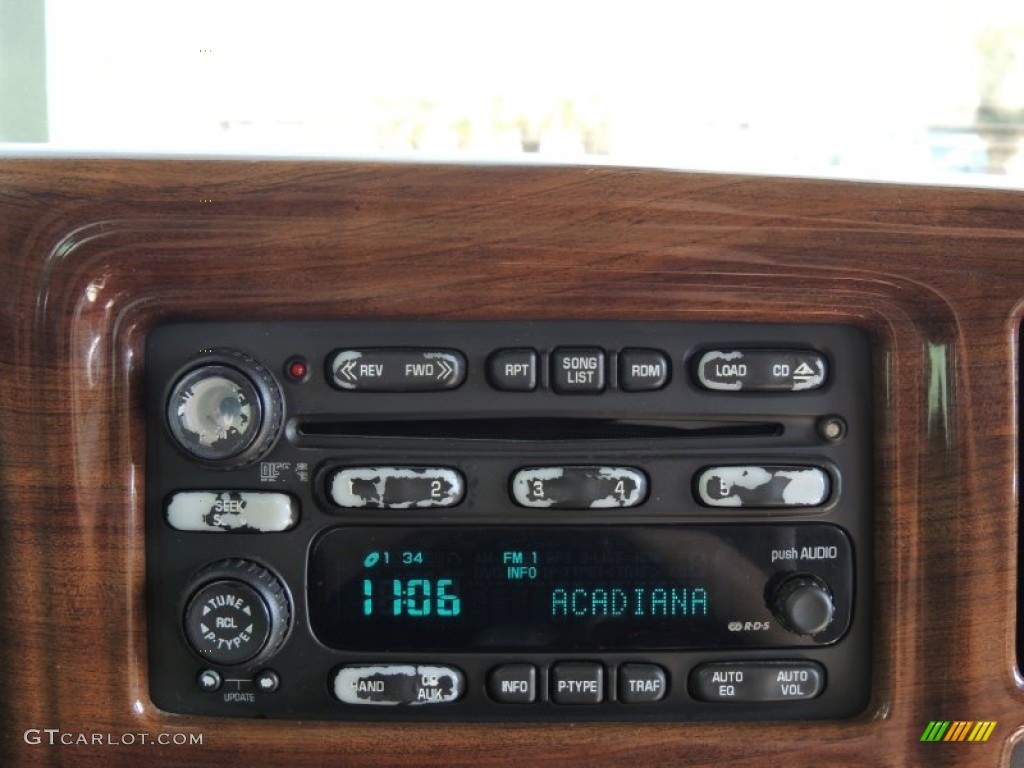 REV FWD
RPT
SONG
LIST
RDM
LOAD CD
2
3 4
SEEK
1 34
FM 1
INFO
11:06
ACADIANA
push AUDIO
R·D·S
TUNE
RCL
P-TYPE
UPDATE
AUX
INFO
P-TYPE
TRAF
AUTO
EQ
AUTO
VOL
GTCARLOT.COM